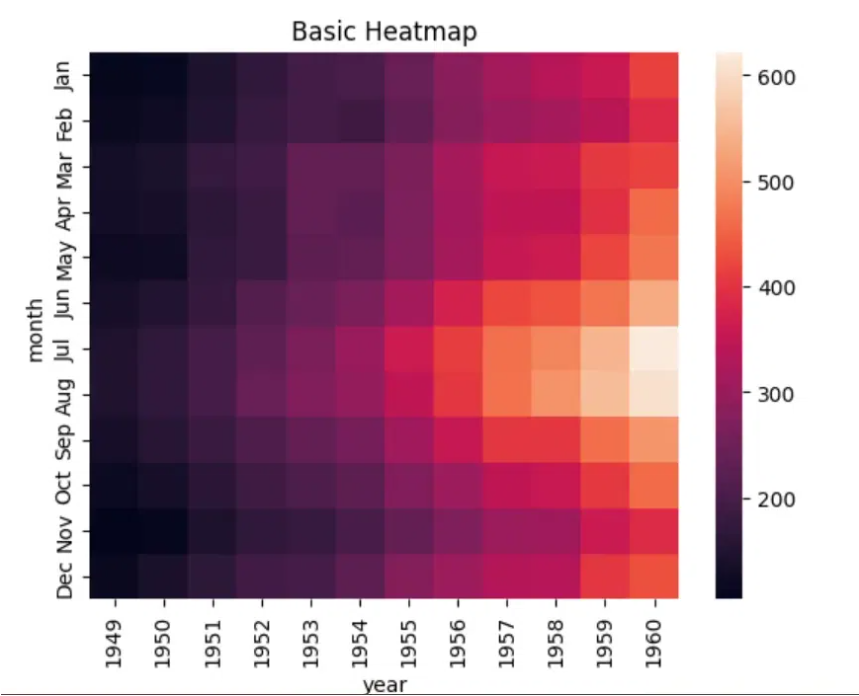 Basic Heatmap
month
Jan
Feb
Mar
Apr
May
Jun
Jul
Aug
Sep
Oct
Nov
Dec
1949 1950 1951 1952 1953 1954 1955 1956 1957 1958 1959 1960
year
600
500
400
300
200